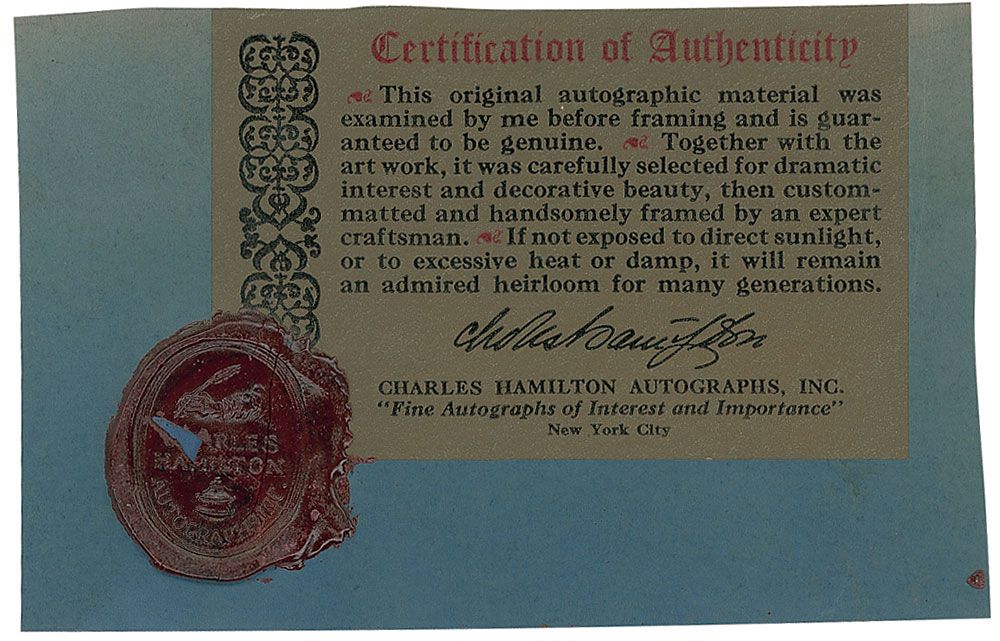 Certification of Authenticity
This original autographic material was
examined by me before framing and is guar-
anteed to be genuine. Together with the
art work, it was carefully selected for dramatic
interest and decorative beauty, then custom-
matted and handsomely framed by an expert
craftsman. If not exposed to direct sunlight,
or to excessive heat or damp, it will remain
an admired heirloom for many generations.
Charles Hamilton
CHARLES HAMILTON AUTOGRAPHS, INC.
"Fine Autographs of Interest and Importance"
New York City
HAMILTON